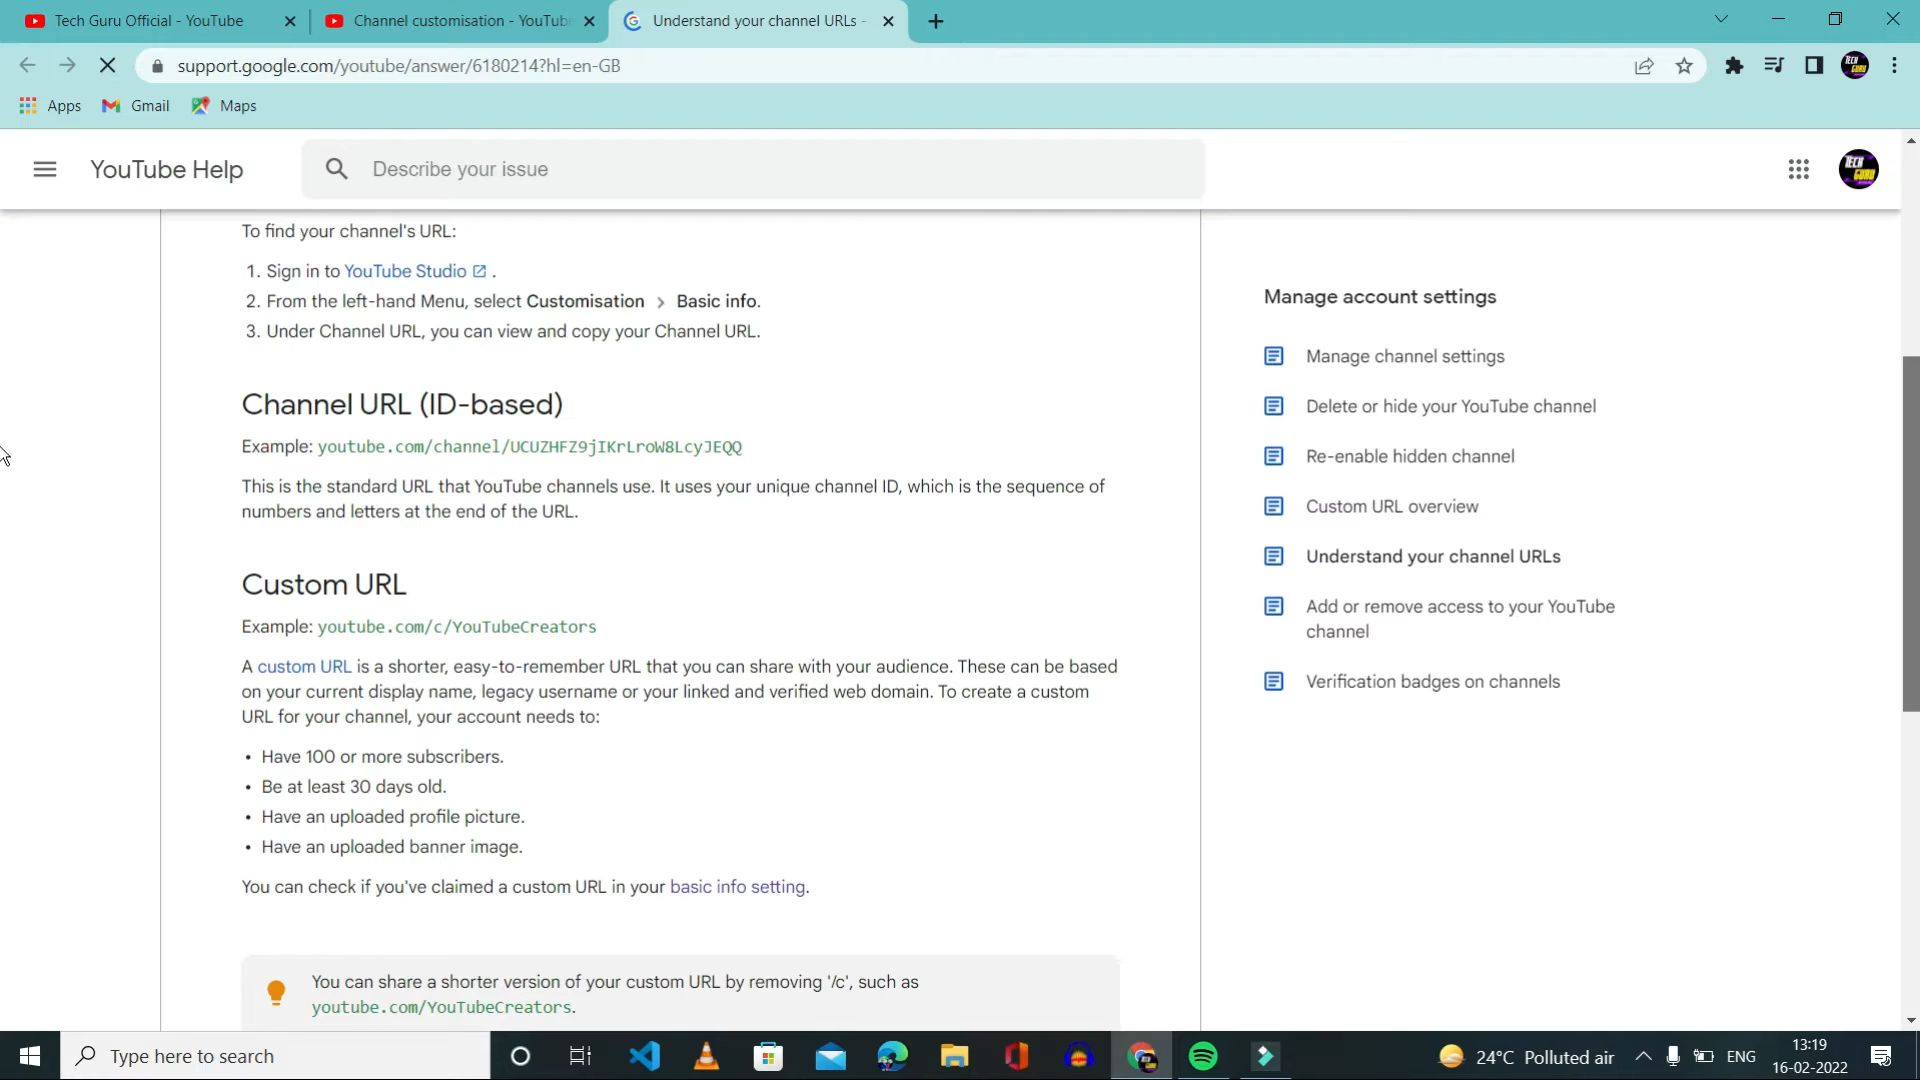 Tech Guru Official - YouTube
Channel customisation - YouTube
Understand your channel URLs -
support.google.com/youtube/answer/6180214?hl=en-GB
Apps
Gmail
Maps
YouTube Help
Describe your issue
To find your channel's URL:
1. Sign in to YouTube Studio .
2. From the left-hand Menu, select Customisation > Basic info.
3. Under Channel URL, you can view and copy your Channel URL.
Channel URL (ID-based)
Example: youtube.com/channel/UCUZHFZ9jIKrLroW8LcyJEQQ
This is the standard URL that YouTube channels use. It uses your unique channel ID, which is the sequence of
numbers and letters at the end of the URL.
Custom URL
Example: youtube.com/c/YouTubeCreators
A custom URL is a shorter, easy-to-remember URL that you can share with your audience. These can be based
on your current display name, legacy username or your linked and verified web domain. To create a custom
URL for your channel, your account needs to:
• Have 100 or more subscribers.
• Be at least 30 days old.
• Have an uploaded profile picture.
• Have an uploaded banner image.
You can check if you've claimed a custom URL in your basic info setting.
You can share a shorter version of your custom URL by removing '/c', such as
youtube.com/YouTubeCreators.
Manage account settings
Manage channel settings
Delete or hide your YouTube channel
Re-enable hidden channel
Custom URL overview
Understand your channel URLs
Add or remove access to your YouTube
channel
Verification badges on channels
TECH
GURU
Type here to search
24°C Polluted air
ENG
13:19
16-02-2022